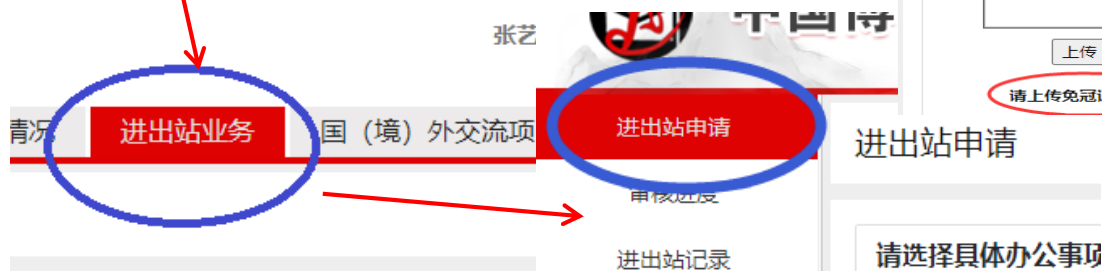 张艺
情况 进出站业务 国（境）外交流项
中国博
进出站申请
审核进度
进出站记录
上传
请上传免冠
进出站申请
请选择具体办公事项